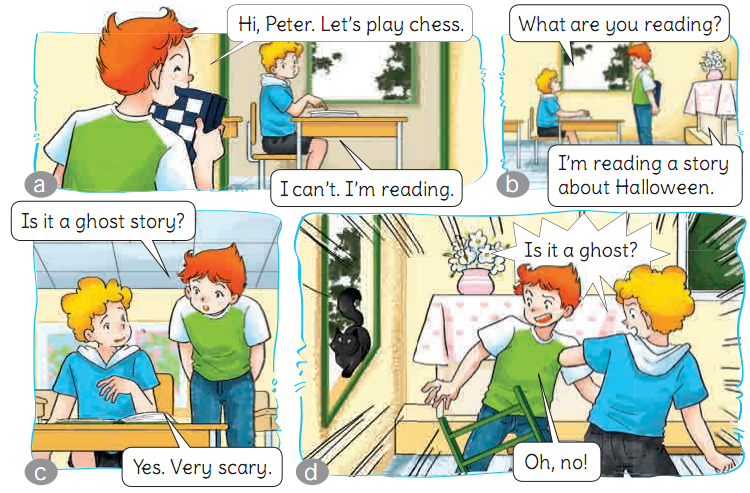 Hi, Peter. Let's play chess.
I can't. I'm reading.
a
What are you reading?
I'm reading a story
about Halloween.
b
Is it a ghost story?
Yes. Very scary.
c
Is it a ghost?
Oh, no!
d